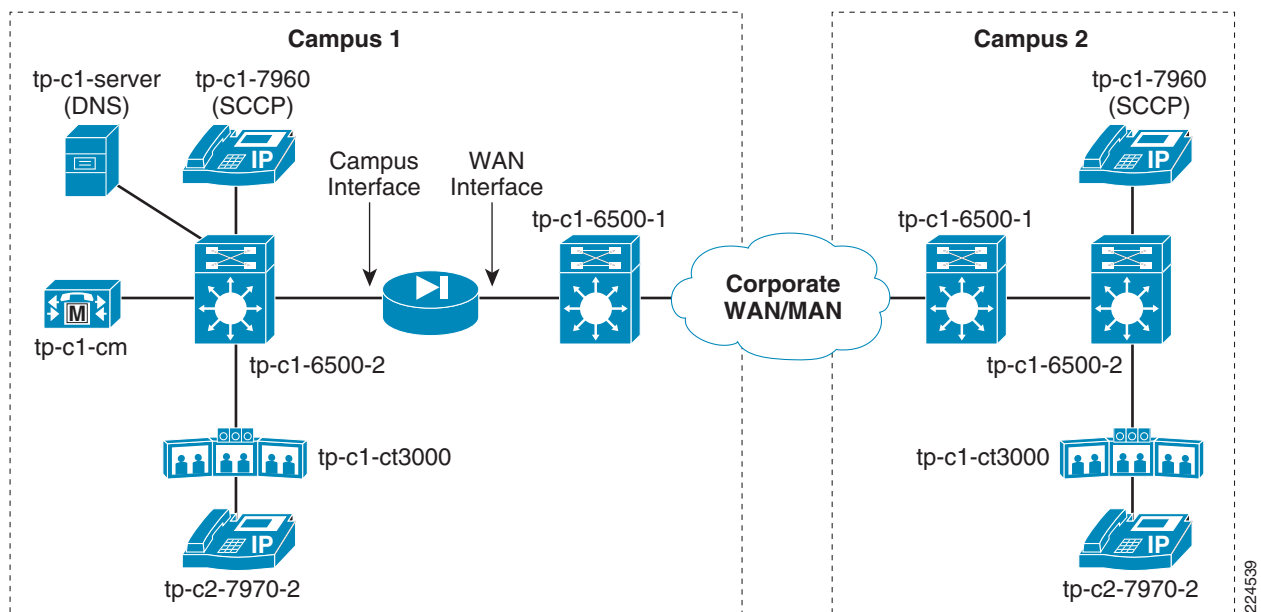 Campus 1
tp-c1-server
(DNS)
tp-c1-7960
(SCCP)
IP
Campus
Interface
WAN
Interface
tp-c1-6500-1
M
tp-c1-cm
tp-c1-6500-2
tp-c1-ct3000
IP
tp-c2-7970-2
Corporate
WAN/MAN
Campus 2
tp-c1-7960
(SCCP)
IP
tp-c1-6500-1
tp-c1-6500-2
tp-c1-ct3000
IP
tp-c2-7970-2
224539